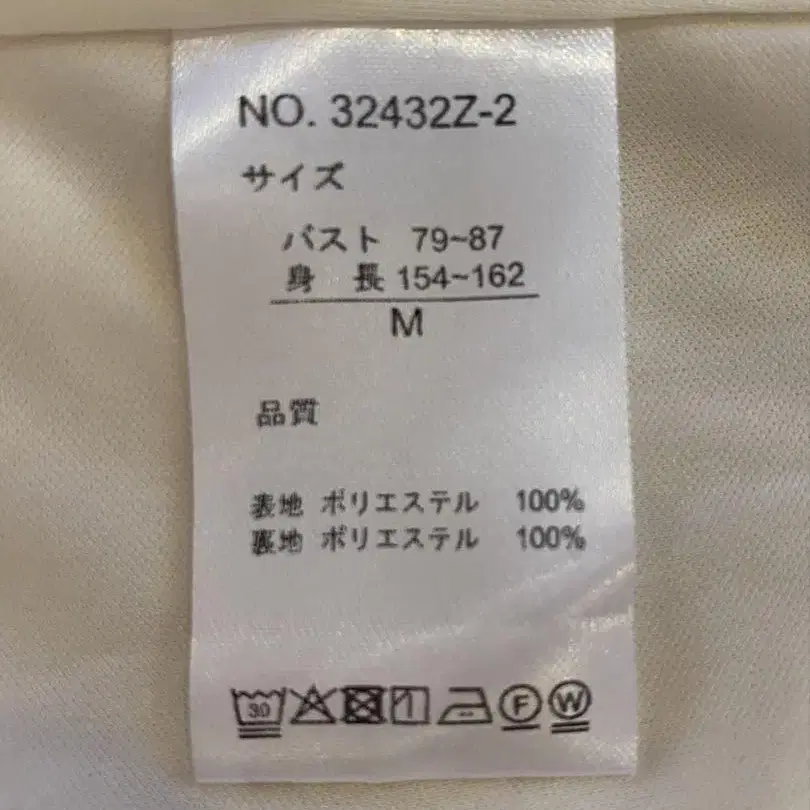 NO. 32432Z-2
サイズ
バスト 79~87
身 長 154~162
M
品質
表地 ポリエステル 100%
裏地 ポリエステル 100%
30 F W